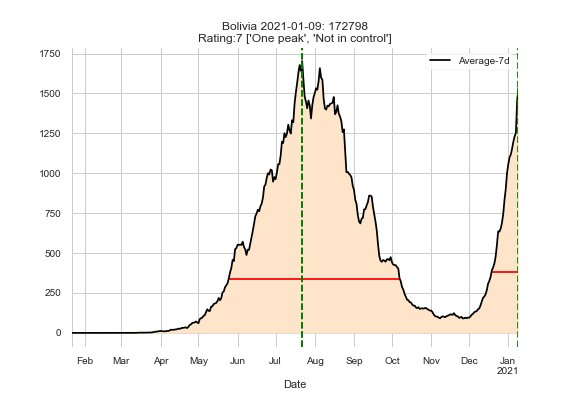 Bolivia 2021-01-09: 172798
Rating:7 ['One peak', 'Not in control']
Average-7d
1750
1500
1250
1000
750
500
250
0
Feb Mar Apr May Jun Jul Aug Sep Oct Nov Dec Jan
2021
Date